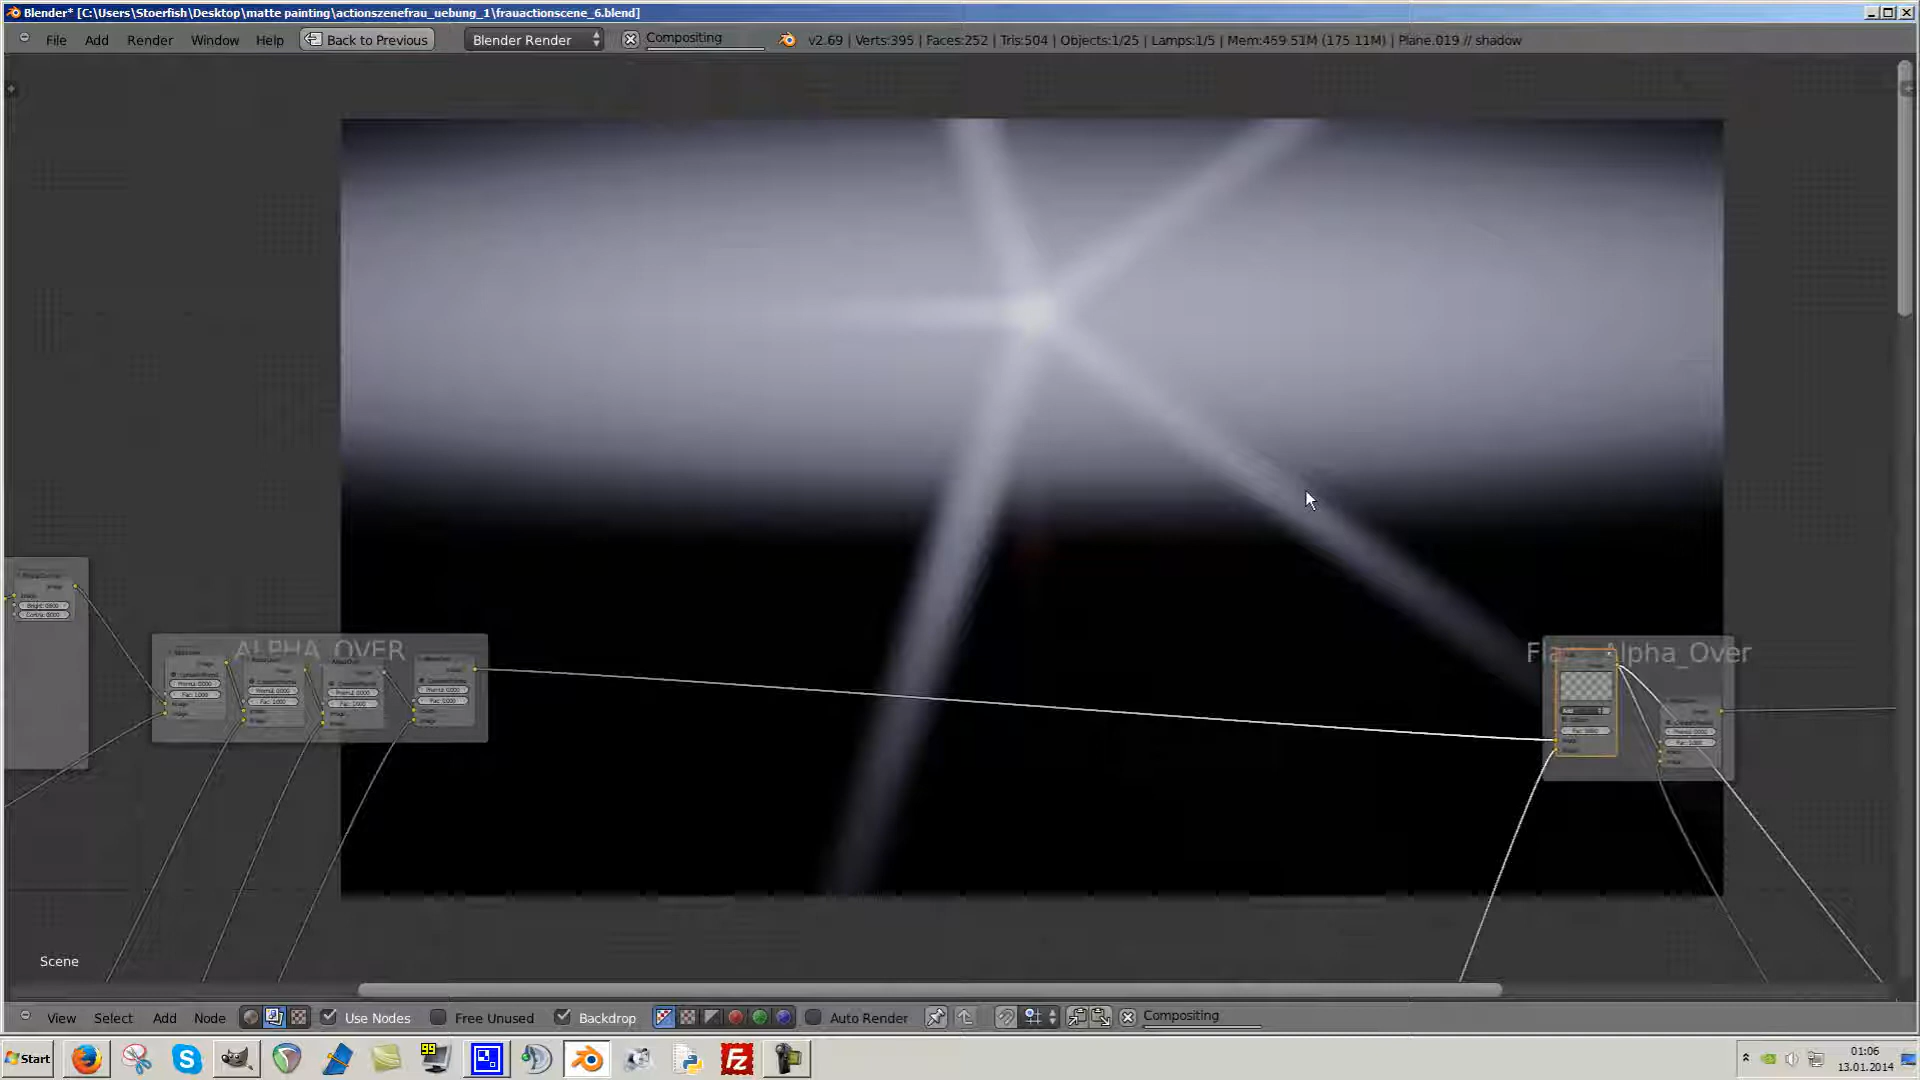 Blender* [C:\Users\Stoerfish\Desktop\matte painting\actionszenefrau_uebung_1\frauactionscene_6.blend]
File Add Render Window Help Back to Previous Blender Render Compositing v2.69 | Verts:395 | Faces:252 | Tris:504 | Objects:1/25 | Lamps:1/5 | Mem:459.51M (175.11M) | Plane.019 // shadow
ALPHA_OVER
Alpha_Over
Scene
View Select Add Node Use Nodes Free Unused Backdrop Auto Render Compositing
Start
99
01:06
13.01.2014